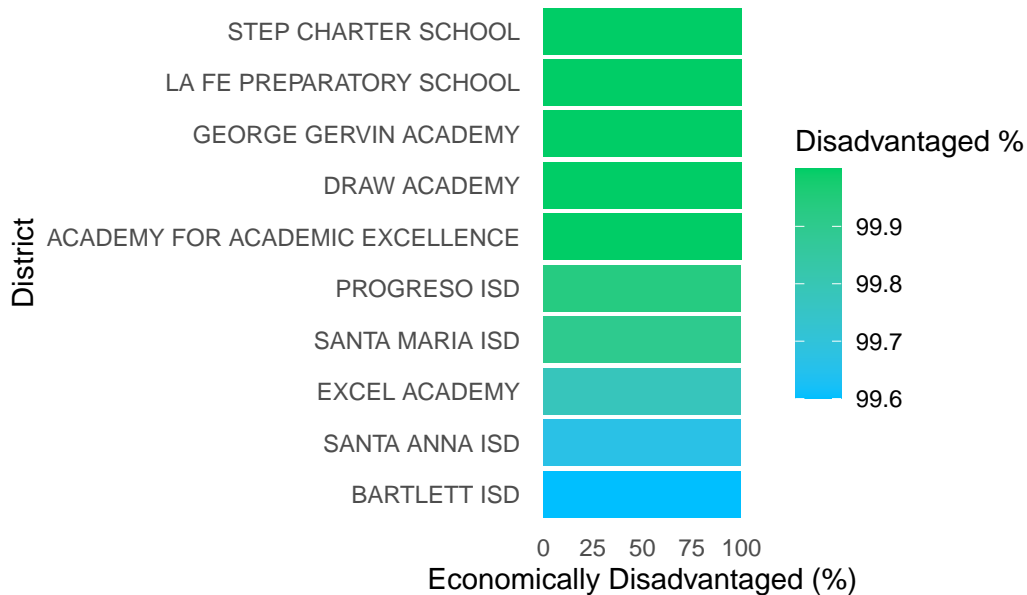 STEP CHARTER SCHOOL
LA FE PREPARATORY SCHOOL
GEORGE GERVIN ACADEMY
DRAW ACADEMY
ACADEMY FOR ACADEMIC EXCELLENCE
PROGRESO ISD
SANTA MARIA ISD
EXCEL ACADEMY
SANTA ANNA ISD
BARTLETT ISD
District
0 25 50 75 100
Economically Disadvantaged (%)
Disadvantaged %
99.9
99.8
99.7
99.6